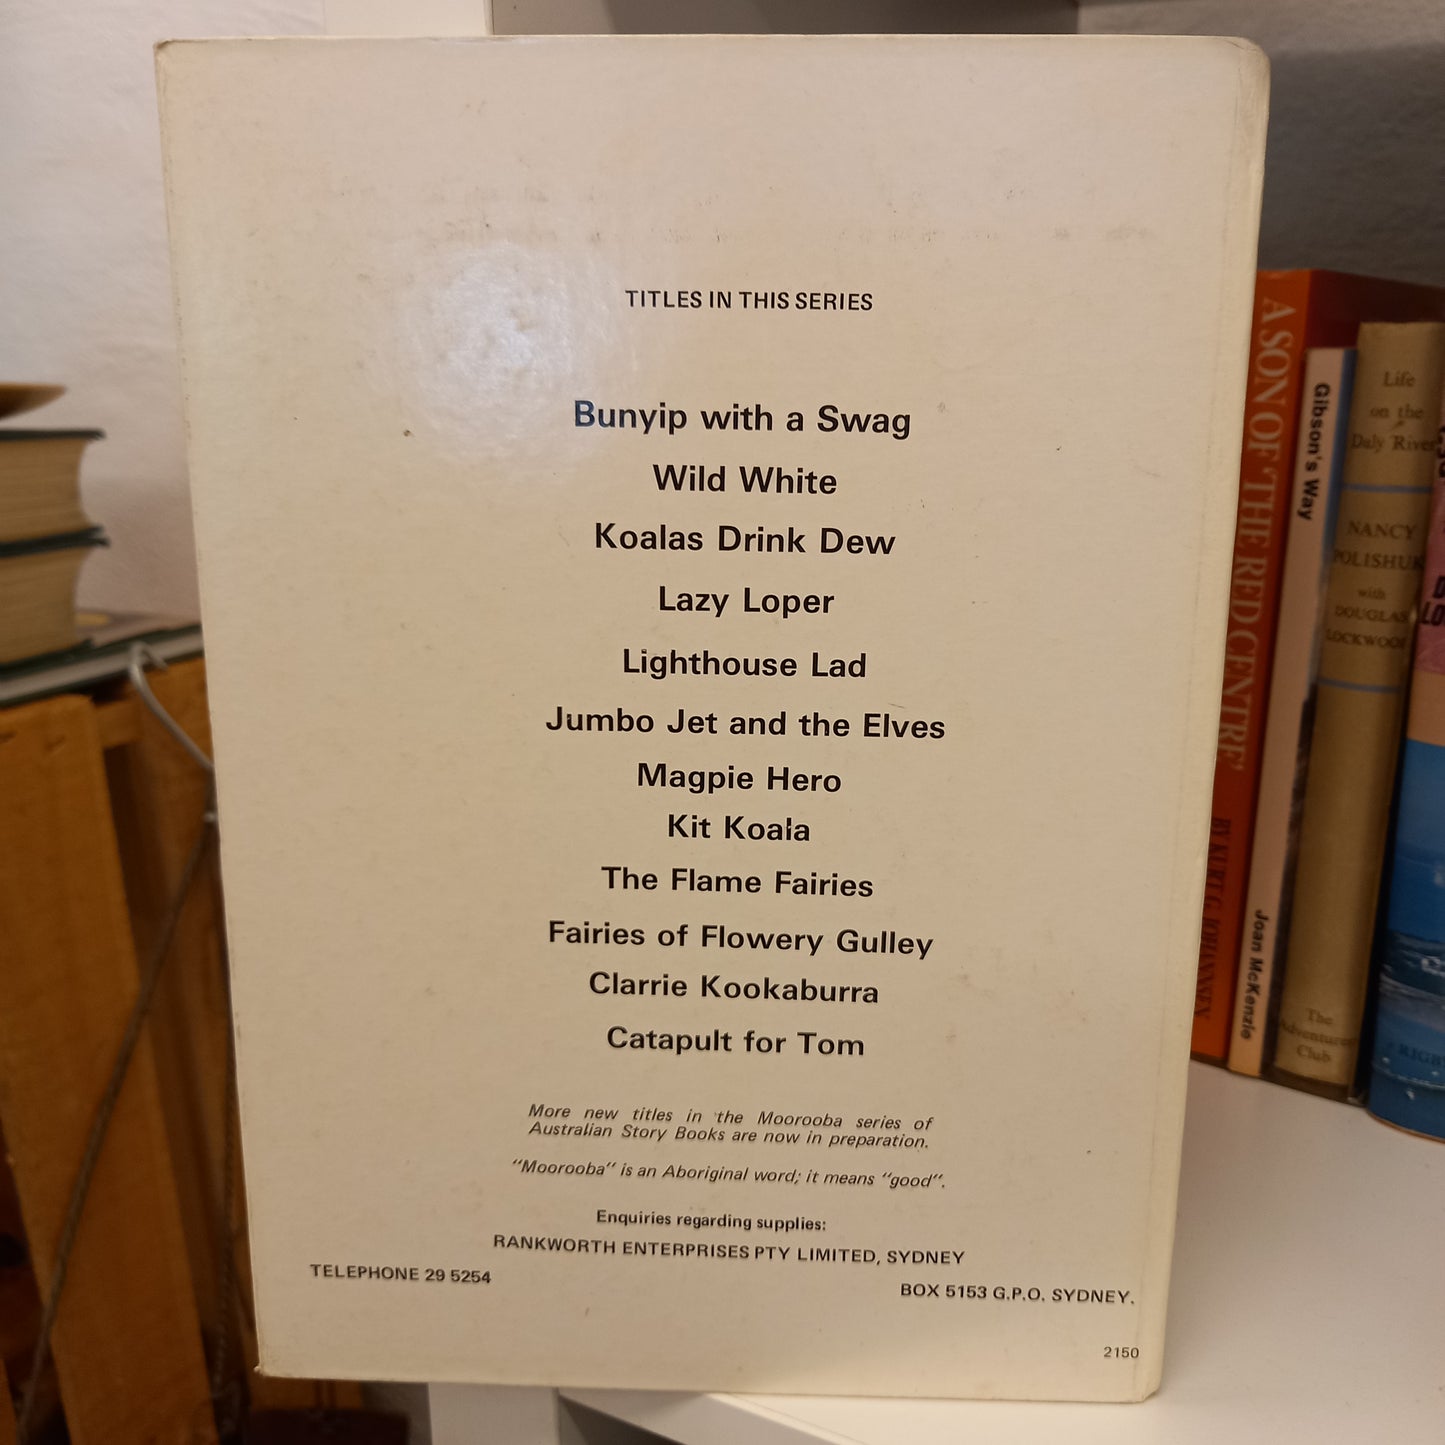 TITLES IN THIS SERIES
Bunyip with a Swag
Wild White
Koalas Drink Dew
Lazy Loper
Lighthouse Lad
Jumbo Jet and the Elves
Magpie Hero
Kit Koala
The Flame Fairies
Fairies of Flowery Gulley
Clarrie Kookaburra
Catapult for Tom
More new titles in the Moorooba series of
Australian Story Books are now in preparation.
"Moorooba" is an Aboriginal word; it means "good".
Enquiries regarding supplies:
RANKWORTH ENTERPRISES PTY LIMITED, SYDNEY
TELEPHONE 29 5254
BOX 5153 G.P.O. SYDNEY.
2150
A SON OF 'THE RED CENTRE'
BY KURT G. JOHANNSEN
Gibson's Way
Joan McKenzie
Life
on the
Daly River
NANCY
POLISHUK
with
DOUGLAS
LOCKWOOD
The
Adventurers
Club